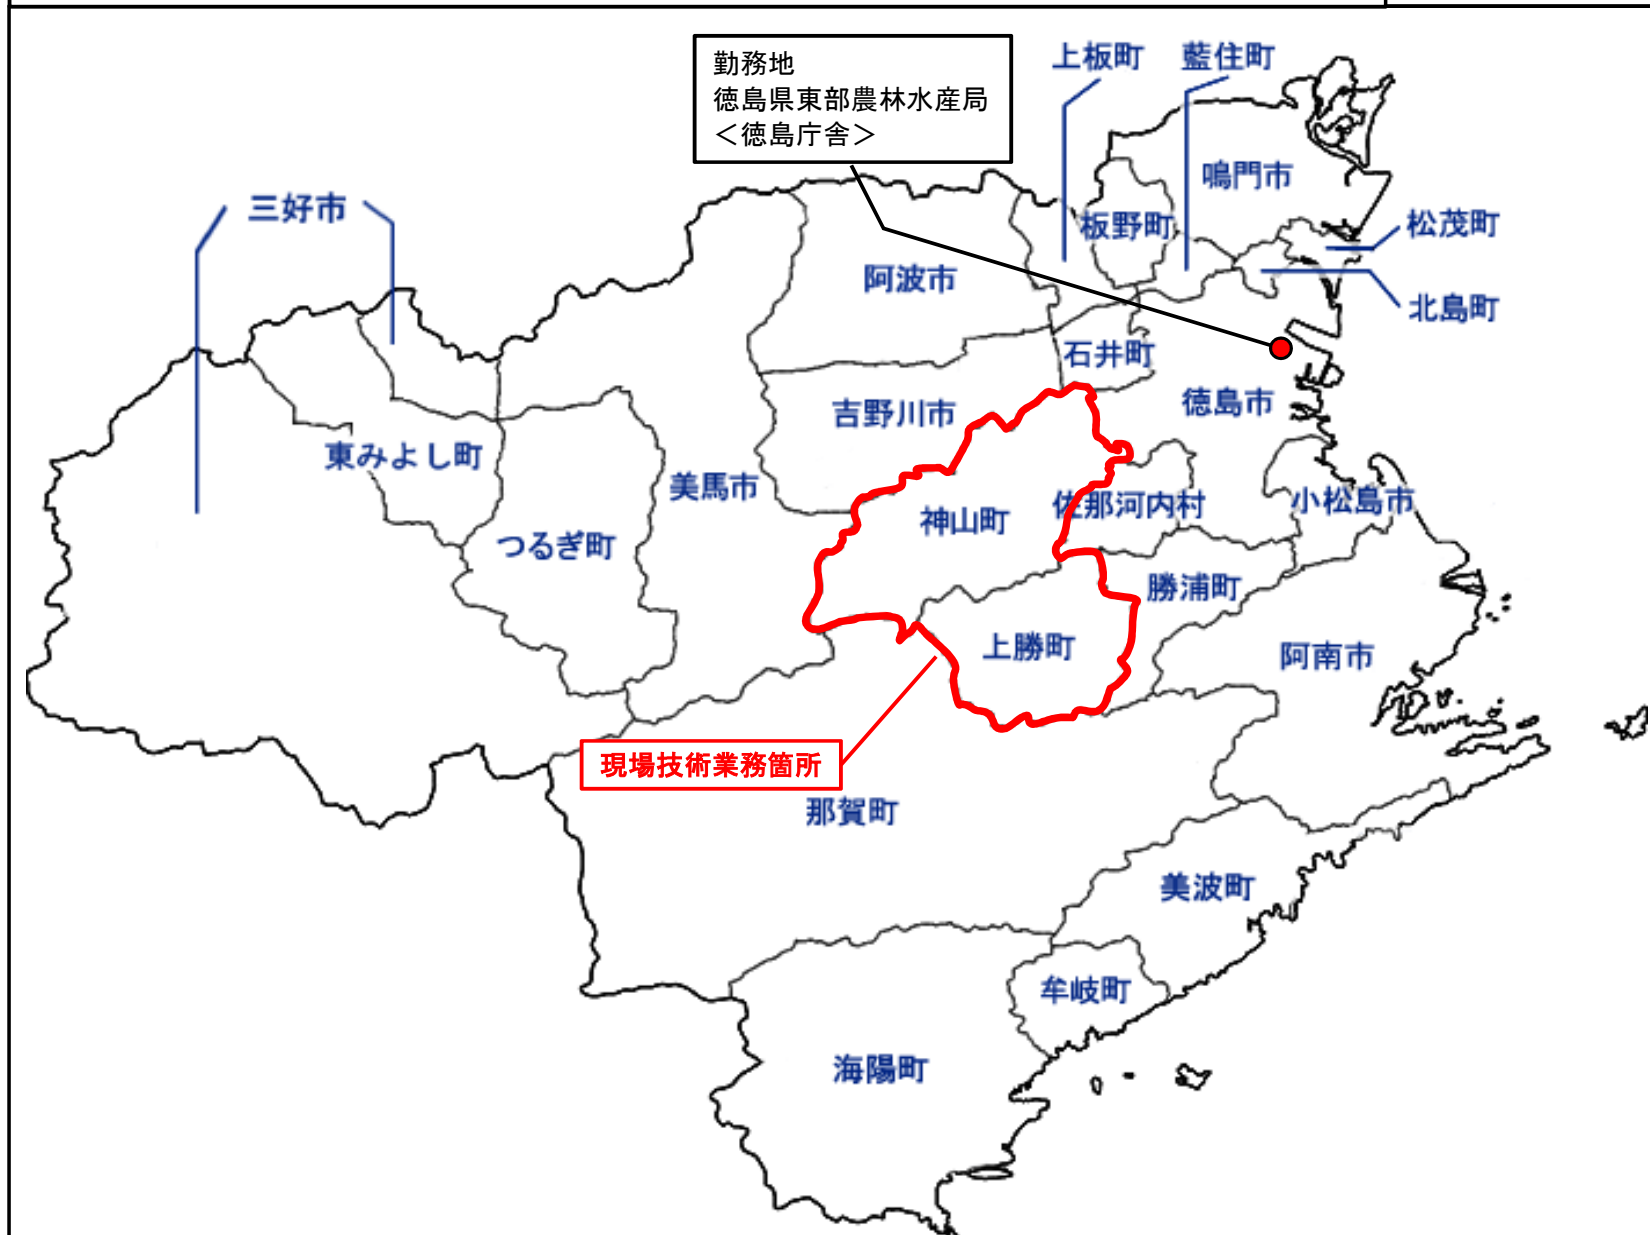 勤務地
徳島県東部農林水産局
＜徳島庁舎＞
上板町
藍住町
鳴門市
三好市
板野町
松茂町
阿波市
北島町
石井町
徳島市
吉野川市
東みよし町
美馬市
小松島市
佐那河内村
神山町
つるぎ町
勝浦町
上勝町
阿南市
現場技術業務箇所
那賀町
美波町
牟岐町
海陽町